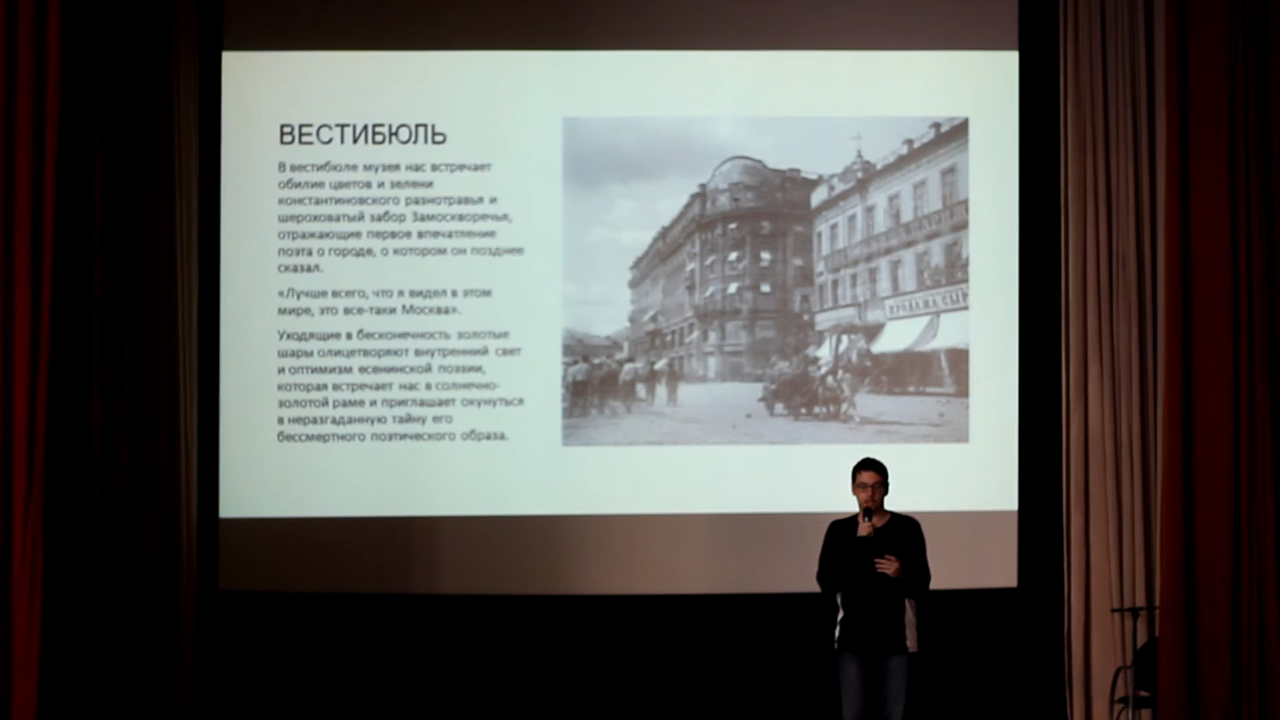 ВЕСТИБЮЛЬ
В вестибюле музея нас встречает
обилие цветов и зелени
константиновского разнотравья и
шероховатый забор Замоскворечья,
отражающие первое впечатление
поэта о городе, о котором он позднее
сказал.
«Лучше всего, что я видел в этом
мире, это все-таки Москва».
Уходящие в бесконечность золотые
шары олицетворяют внутренний свет
и оптимизм есенинской поэзии,
которая встречает нас в солнечно-
золотой раме и приглашает окунуться
в неразгаданную тайну его
бессмертного поэтического образа.
ПРОДАЖА СЫР